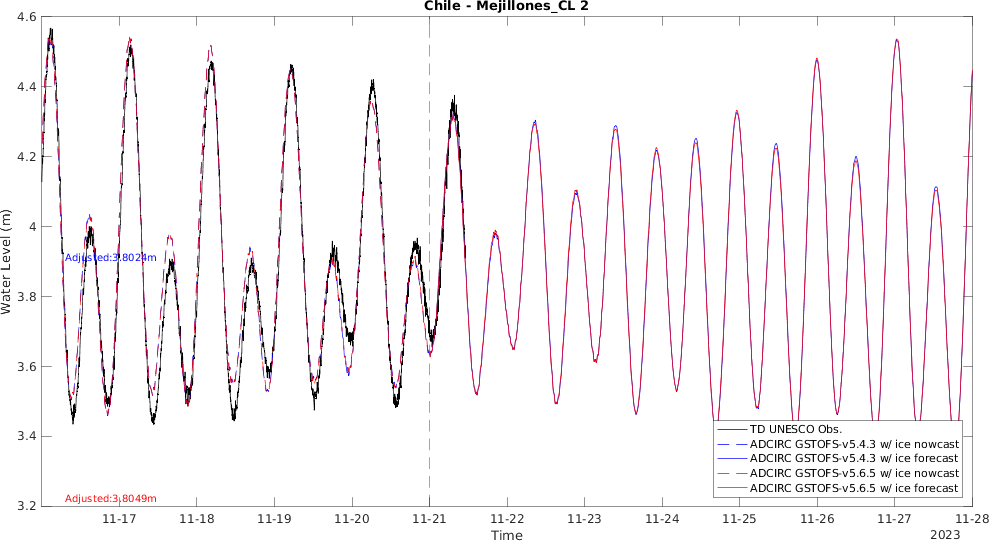 Chile - Mejillones_CL 2
4.6
4.4
4.2
4
3.8
3.6
3.4
3.2
Water Level (m)
Adjusted:3.8024m
Adjusted:3.8049m
TD UNESCO Obs.
ADCIRC GSTOFS-v5.4.3 w/ ice nowcast
ADCIRC GSTOFS-v5.4.3 w/ ice forecast
ADCIRC GSTOFS-v5.6.5 w/ ice nowcast
ADCIRC GSTOFS-v5.6.5 w/ ice forecast
11-17 11-18 11-19 11-20 11-21 11-22 11-23 11-24 11-25 11-26 11-27 11-28
Time
2023